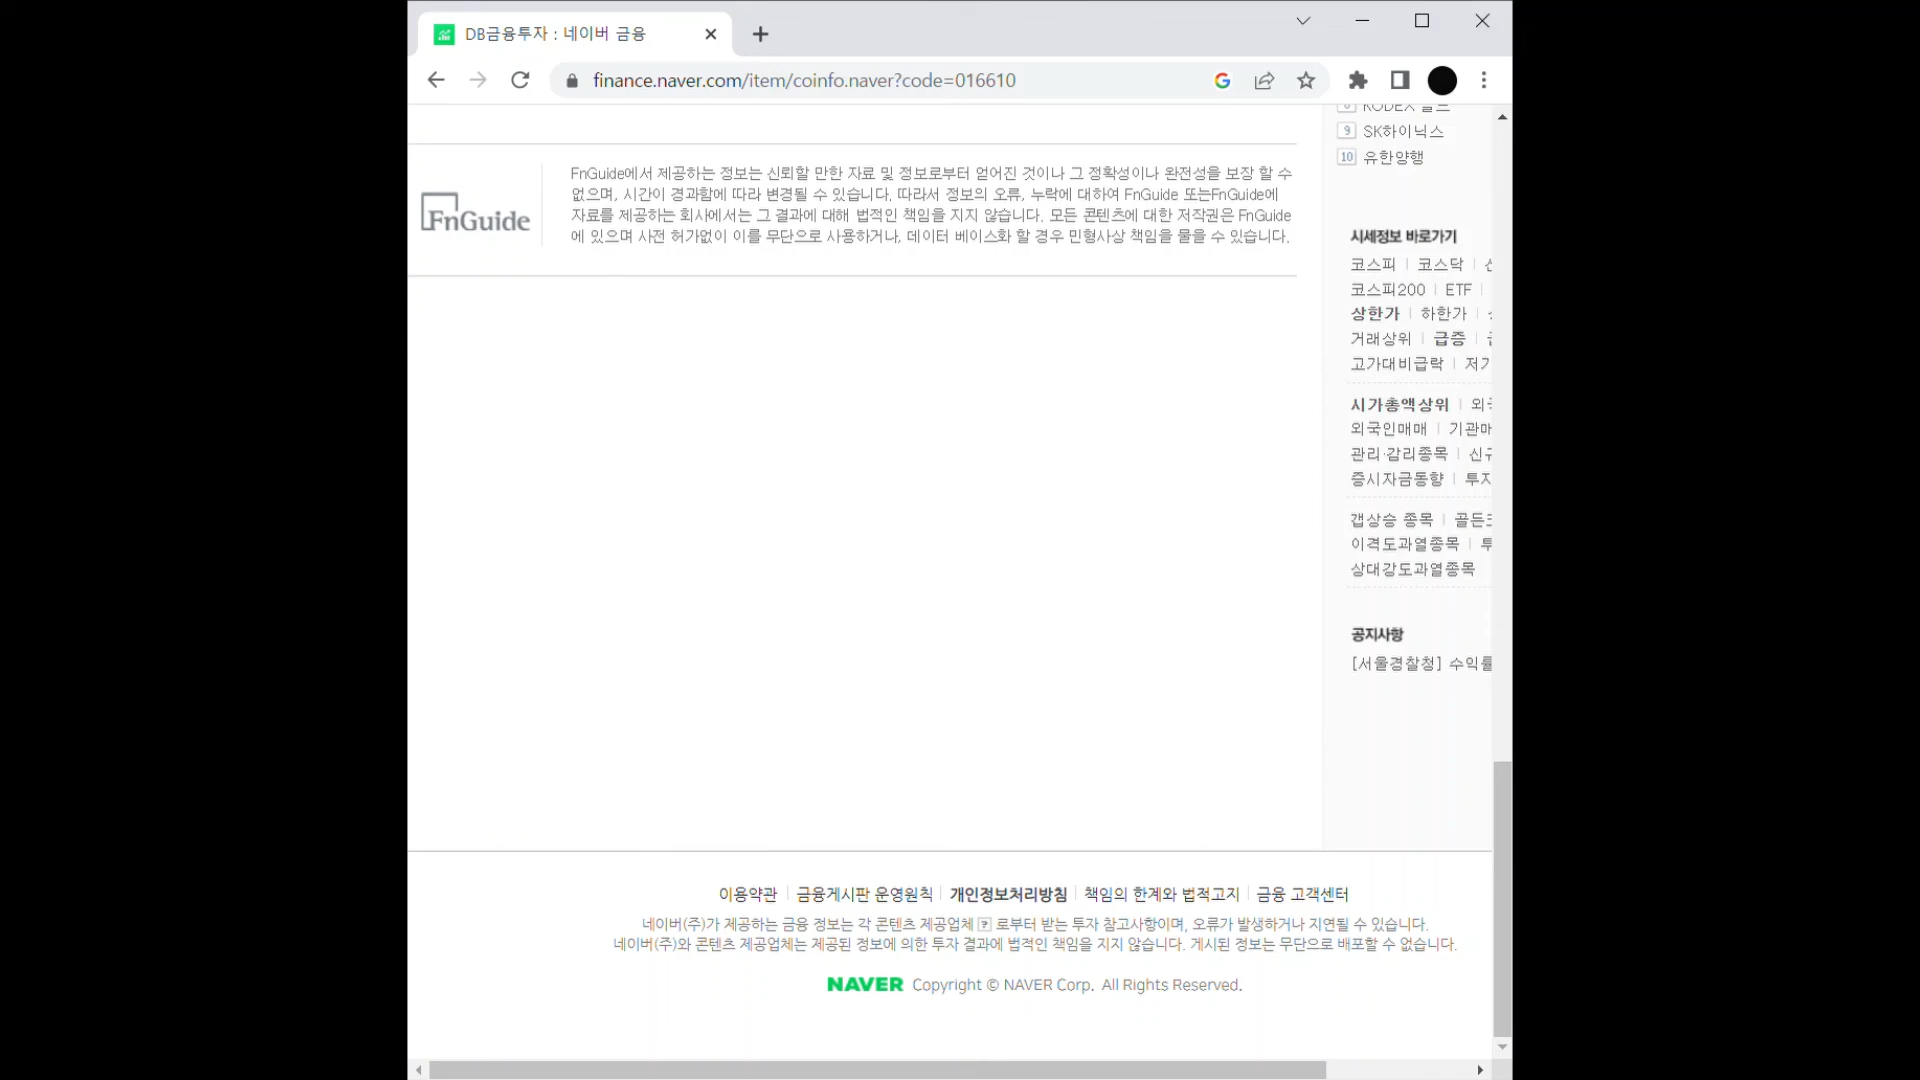 DB금융투자 : 네이버 금융
finance.naver.com/item/coinfo.naver?code=016610
9 SK하이닉스
10 유한양행
FnGuide
FnGuide에서 제공하는 정보는 신뢰할 만한 자료 및 정보로부터 얻어진 것이나 그 정확성이나 완전성을 보장 할 수
없으며, 시간이 경과함에 따라 변경될 수 있습니다. 따라서 정보의 오류, 누락에 대하여 FnGuide 또는FnGuide에
자료를 제공하는 회사에서는 그 결과에 대해 법적인 책임을 지지 않습니다. 모든 콘텐츠에 대한 저작권은 FnGuide
에 있으며 사전 허가없이 이를 무단으로 사용하거나, 데이터 베이스화 할 경우 민형사상 책임을 물을 수 있습니다.
시세정보 바로가기
코스피 | 코스닥 |
코스피200 | ETF |
상한가 | 하한가 |
거래상위 | 급증 |
고가대비급락 |
시가총액상위 |
외국인매매 |
관리·감리종목 |
증시자금동향 |
갭상승 종목 |
이격도과열종목 |
상대강도과열종목
공지사항
[서울경찰청] 수익률
이용약관 | 금융게시판 운영원칙 | 개인정보처리방침 | 책임의 한계와 법적고지 | 금융 고객센터
네이버(주)가 제공하는 금융 정보는 각 콘텐츠 제공업체 ? 로부터 받는 투자 참고사항이며, 오류가 발생하거나 지연될 수 있습니다.
네이버(주)와 콘텐츠 제공업체는 제공된 정보에 의한 투자 결과에 법적인 책임을 지지 않습니다. 게시된 정보는 무단으로 배포할 수 없습니다.
NAVER Copyright © NAVER Corp. All Rights Reserved.